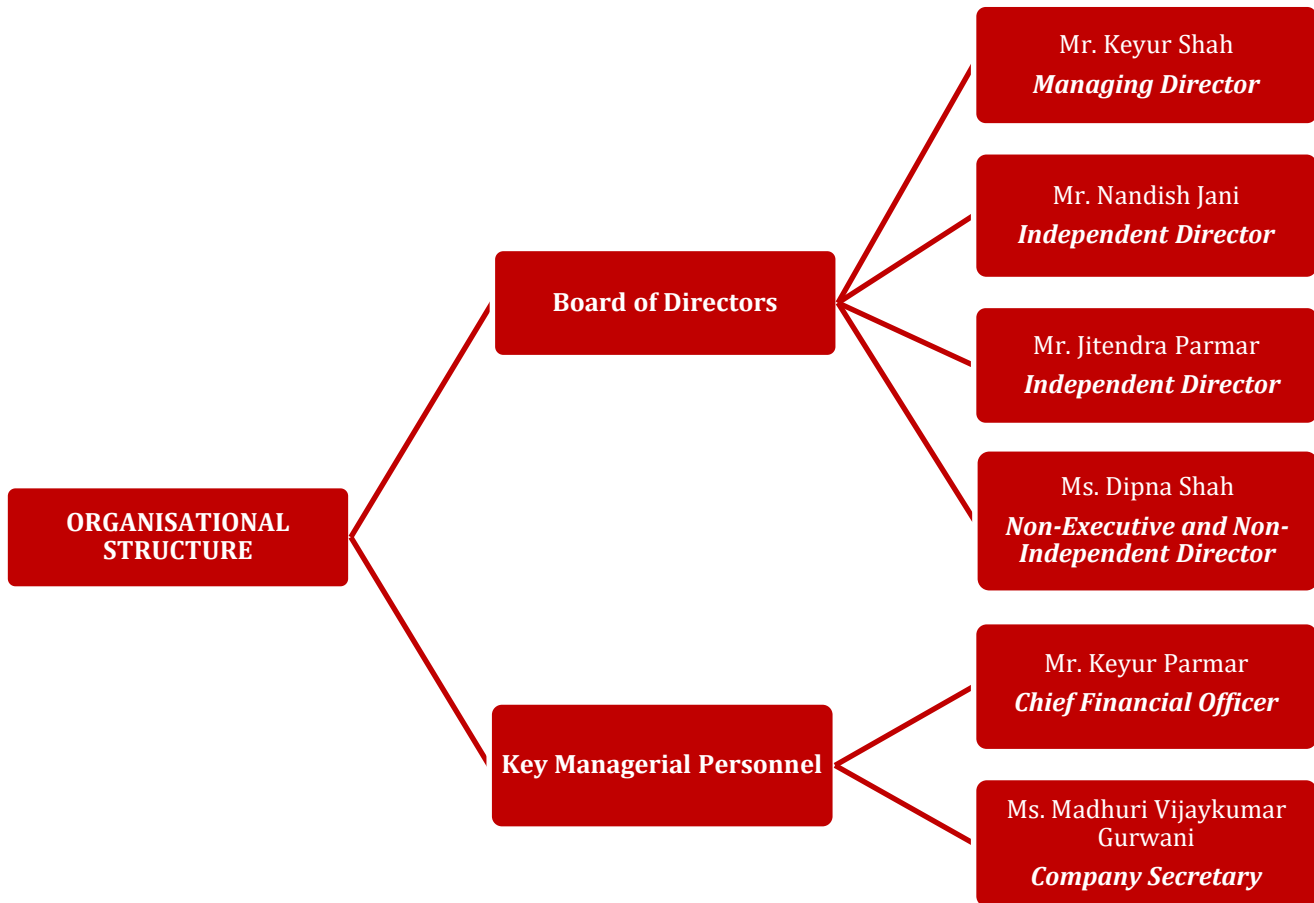 ORGANISATIONAL
STRUCTURE
Board of Directors
Mr. Keyur Shah
Managing Director
Mr. Nandish Jani
Independent Director
Mr. Jitendra Parmar
Independent Director
Ms. Dipna Shah
Non-Executive and Non-
Independent Director
Key Managerial Personnel
Mr. Keyur Parmar
Chief Financial Officer
Ms. Madhuri Vijaykumar
Gurwani
Company Secretary